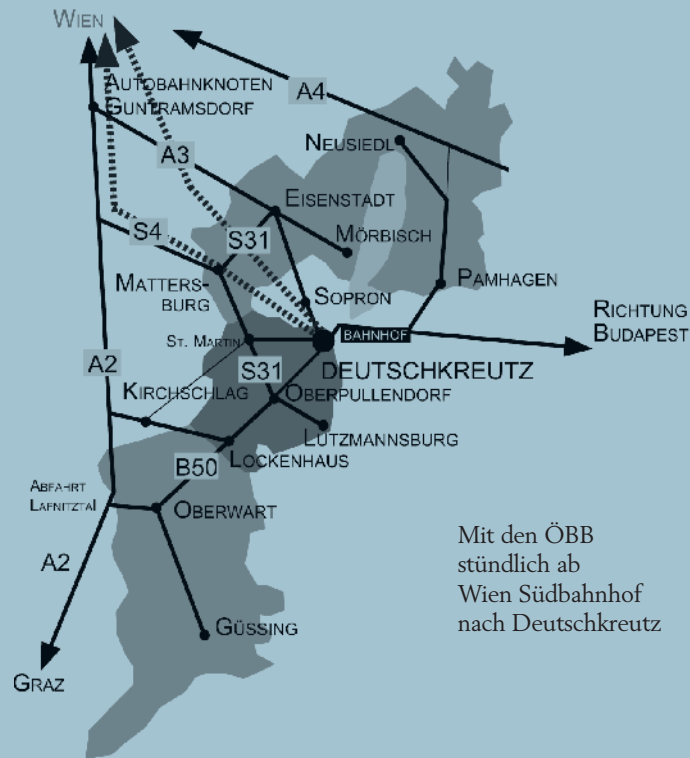 Wien
A4
Autobahnknoten
Guntramsdorf
Neusiedl
A3
Eisenstadt
S4
S31
Mörbisch
Matters-
burg
Pamhagen
Sopron
Richtung
Budapest
St. Martin
Bahnhof
A2
S31
Deutschkreutz
Kirchschlag
Oberpullendorf
Lutzmannsburg
Lockenhaus
B50
Abfahrt
Lafnitztal
Oberwart
A2
Mit den ÖBB
stündlich ab
Wien Südbahnhof
nach Deutschkreutz
Güssing
Graz